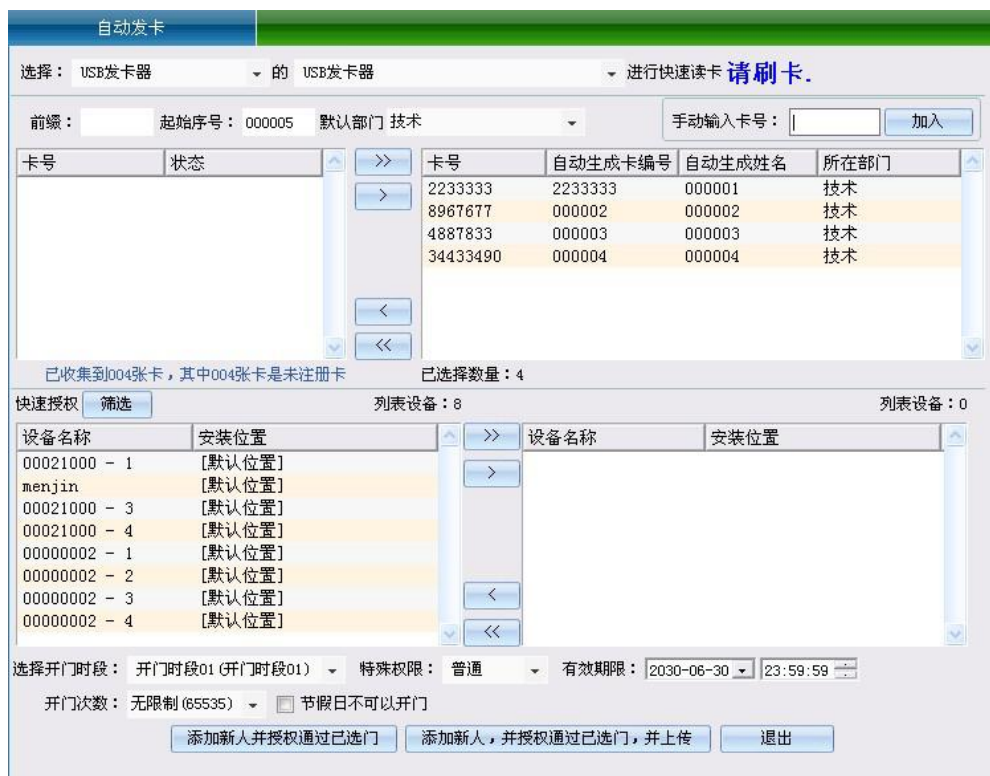 自动发卡
选择： USB发卡器 的 USB发卡器 进行快速读卡 请刷卡.
前缀： 起始序号： 000005 默认部门 技术 手动输入卡号： 加入
卡号 状态 >> 卡号 自动生成卡编号 自动生成姓名 所在部门
2233333 2233333 000001 技术
>
8967677 000002 000002 技术
4887833 000003 000003 技术
34433490 000004 000004 技术
<
<<
已收集到004张卡，其中004张卡是未注册卡 已选择数量：4
快速授权 筛选 列表设备：8 列表设备：0
设备名称 安装位置 >> 设备名称 安装位置
00021000 - 1 [默认位置]
>
menjin [默认位置]
00021000 - 3 [默认位置]
00021000 - 4 [默认位置]
00000002 - 1 [默认位置]
00000002 - 2 [默认位置]
00000002 - 3 [默认位置] <
00000002 - 4 [默认位置] <<
选择开门时段： 开门时段01(开门时段01) 特殊权限： 普通 有效期限： 2030-06-30 23:59:59
开门次数： 无限制(65535) 节假日不可以开门
添加新人并授权通过已选门 添加新人，并授权通过已选门，并上传 退出